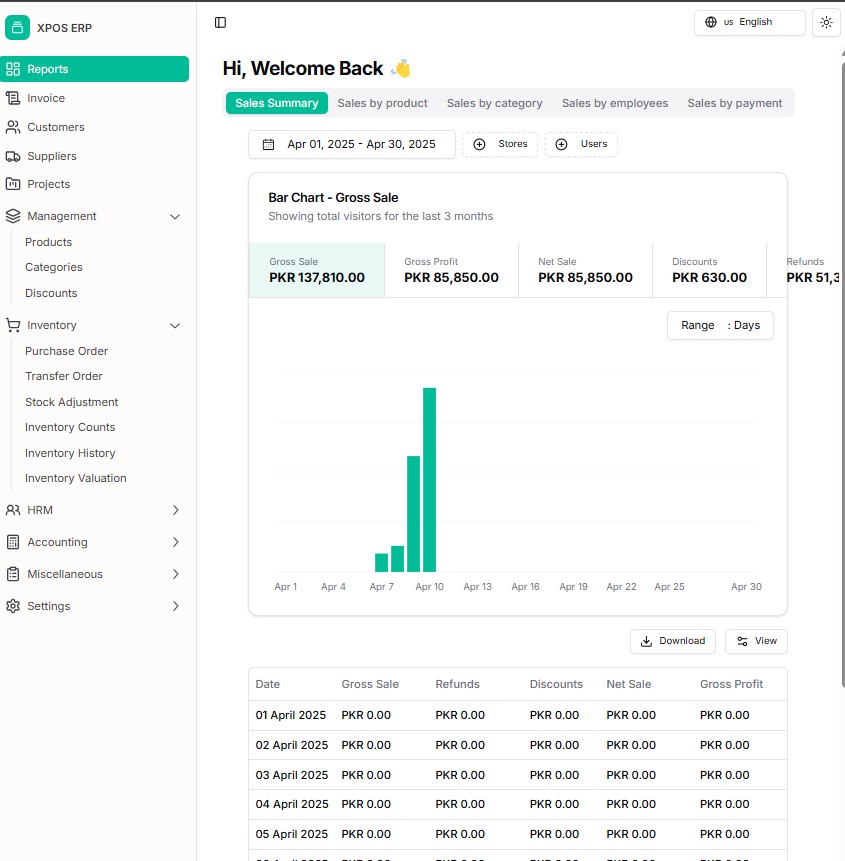 XPOS ERP
US English
Reports
Invoice
Customers
Suppliers
Projects
Management
Products
Categories
Discounts
Inventory
Purchase Order
Transfer Order
Stock Adjustment
Inventory Counts
Inventory History
Inventory Valuation
HRM
Accounting
Miscellaneous
Settings
Hi, Welcome Back 👋
Sales Summary Sales by product Sales by category Sales by employees Sales by payment
Apr 01, 2025 - Apr 30, 2025 Stores Users
Bar Chart - Gross Sale
Showing total visitors for the last 3 months
Gross Sale Gross Profit Net Sale Discounts Refunds
PKR 137,810.00 PKR 85,850.00 PKR 85,850.00 PKR 630.00 PKR 51,3
Range : Days
Apr 1 Apr 4 Apr 7 Apr 10 Apr 13 Apr 16 Apr 19 Apr 22 Apr 25 Apr 30
Download View
Date Gross Sale Refunds Discounts Net Sale Gross Profit
01 April 2025 PKR 0.00 PKR 0.00 PKR 0.00 PKR 0.00 PKR 0.00
02 April 2025 PKR 0.00 PKR 0.00 PKR 0.00 PKR 0.00 PKR 0.00
03 April 2025 PKR 0.00 PKR 0.00 PKR 0.00 PKR 0.00 PKR 0.00
04 April 2025 PKR 0.00 PKR 0.00 PKR 0.00 PKR 0.00 PKR 0.00
05 April 2025 PKR 0.00 PKR 0.00 PKR 0.00 PKR 0.00 PKR 0.00